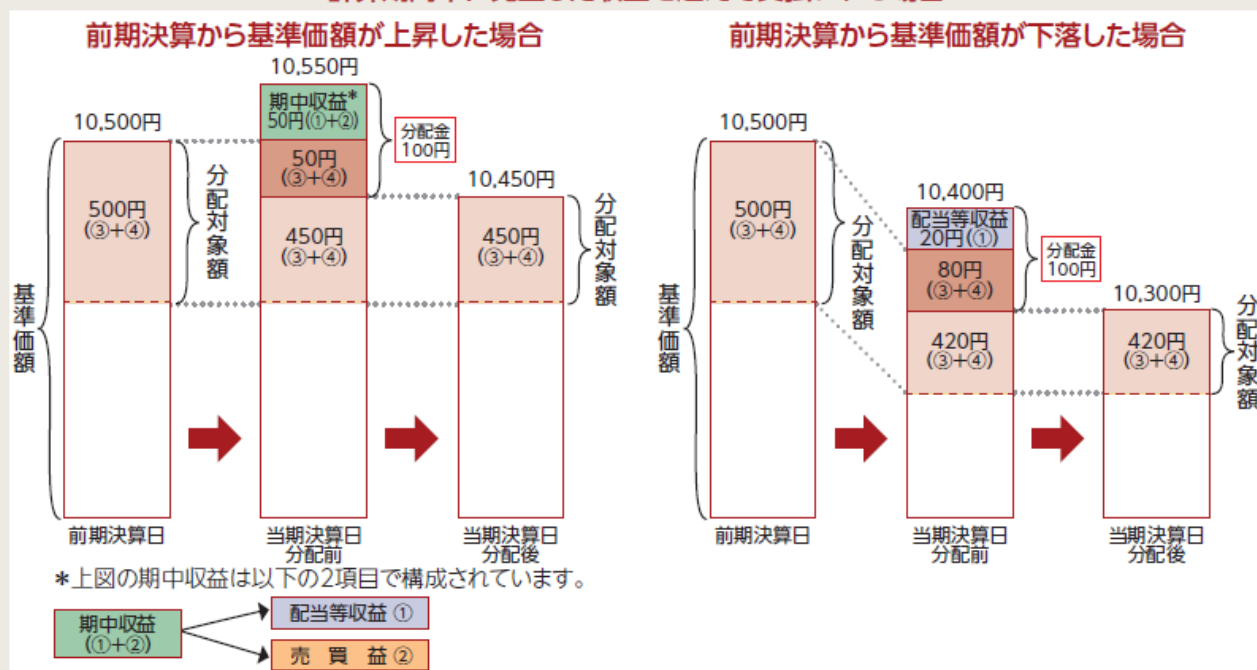 前期決算から基準価額が上昇した場合
10,550円
10,500円
期中収益*
50円(①+②)
分配金
100円
50円
(③+④)
10,450円
500円
(③+④)
分配対象額
450円
(③+④)
450円
(③+④)
分配対象額
基準価額
前期決算日
当期決算日
分配前
当期決算日
分配後
前期決算から基準価額が下落した場合
10,500円
10,400円
配当等収益
20円(①)
分配金
100円
500円
(③+④)
分配対象額
80円
(③+④)
10,300円
420円
(③+④)
420円
(③+④)
分配対象額
基準価額
前期決算日
当期決算日
分配前
当期決算日
分配後
*上図の期中収益は以下の2項目で構成されています。
期中収益
(①+②)
配当等収益 ①
売 買 益 ②